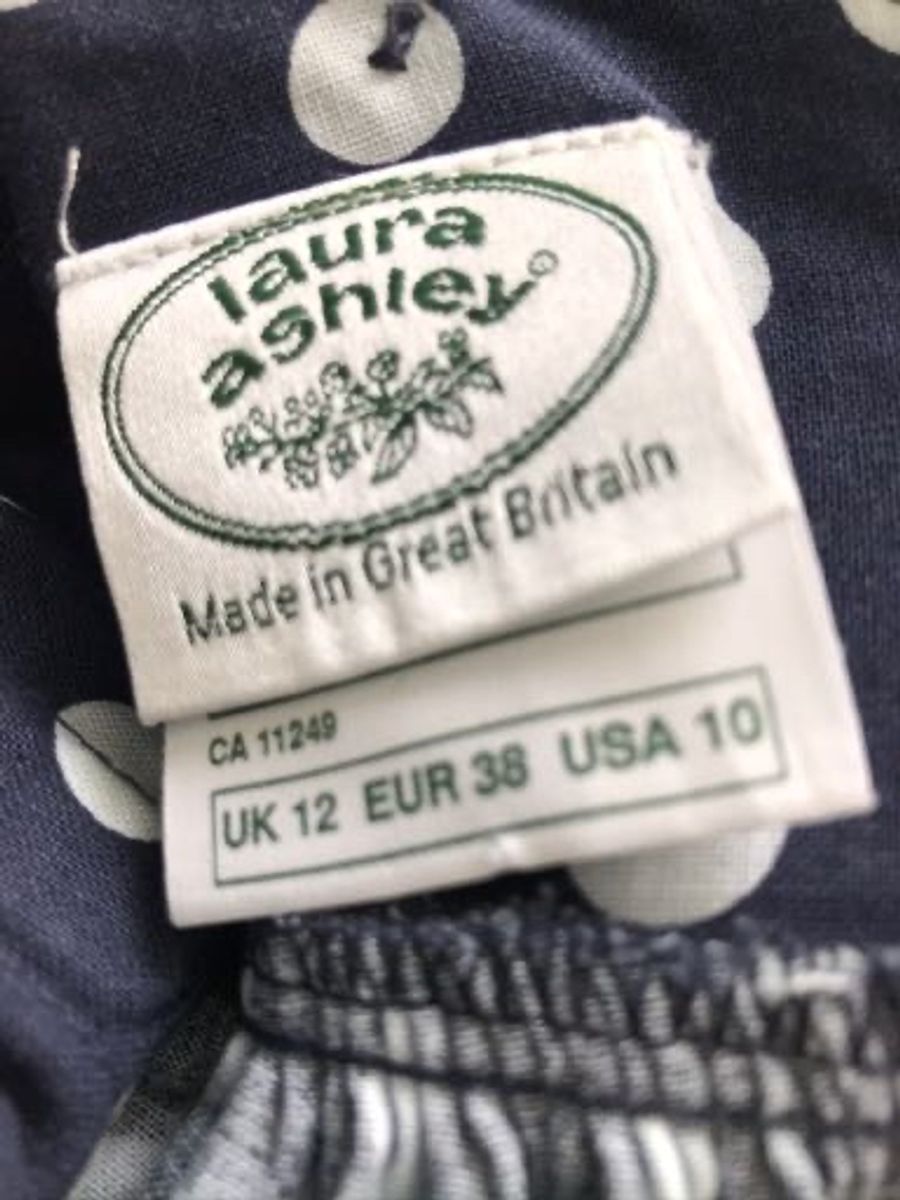 laura
ashley®
Made in Great Britain
CA 11249
UK 12 EUR 38 USA 10